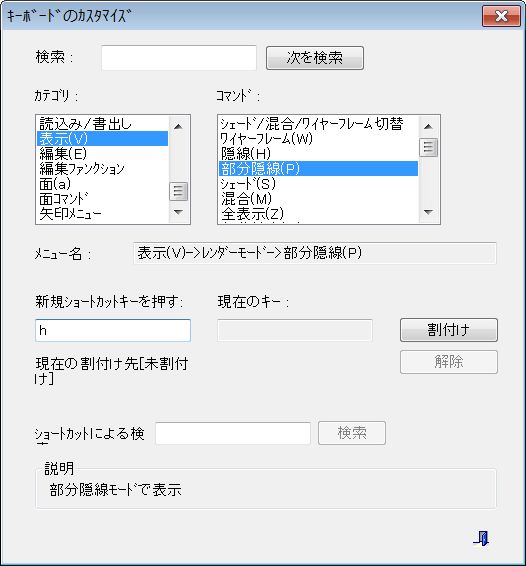 ｷｰﾎﾞｰﾄﾞのｶｽﾀﾏｲｽﾞ
検索：
次を検索
ｶﾃｺﾞﾘ：
読込み/書出し
表示(V)
編集(E)
編集ﾌｧﾝｸｼｮﾝ
面(a)
面ｺﾏﾝﾄﾞ
矢印ﾒﾆｭｰ
ｺﾏﾝﾄﾞ：
ｼｪｰﾄﾞ/混合/ﾜｲﾔｰﾌﾚｰﾑ切替
ﾜｲﾔｰﾌﾚｰﾑ(W)
隠線(H)
部分隠線(P)
ｼｪｰﾄﾞ(S)
混合(M)
全表示(Z)
ﾒﾆｭｰ名：
表示(V)->ﾚﾝﾀﾞｰﾓｰﾄﾞ->部分隠線(P)
新規ｼｮｰﾄｶｯﾄｷｰを押す:
h
現在のｷｰ：
割付け
現在の割付け先[未割付
け]
解除
ｼｮｰﾄｶｯﾄによる検
検索
説明
部分隠線ﾓｰﾄﾞで表示